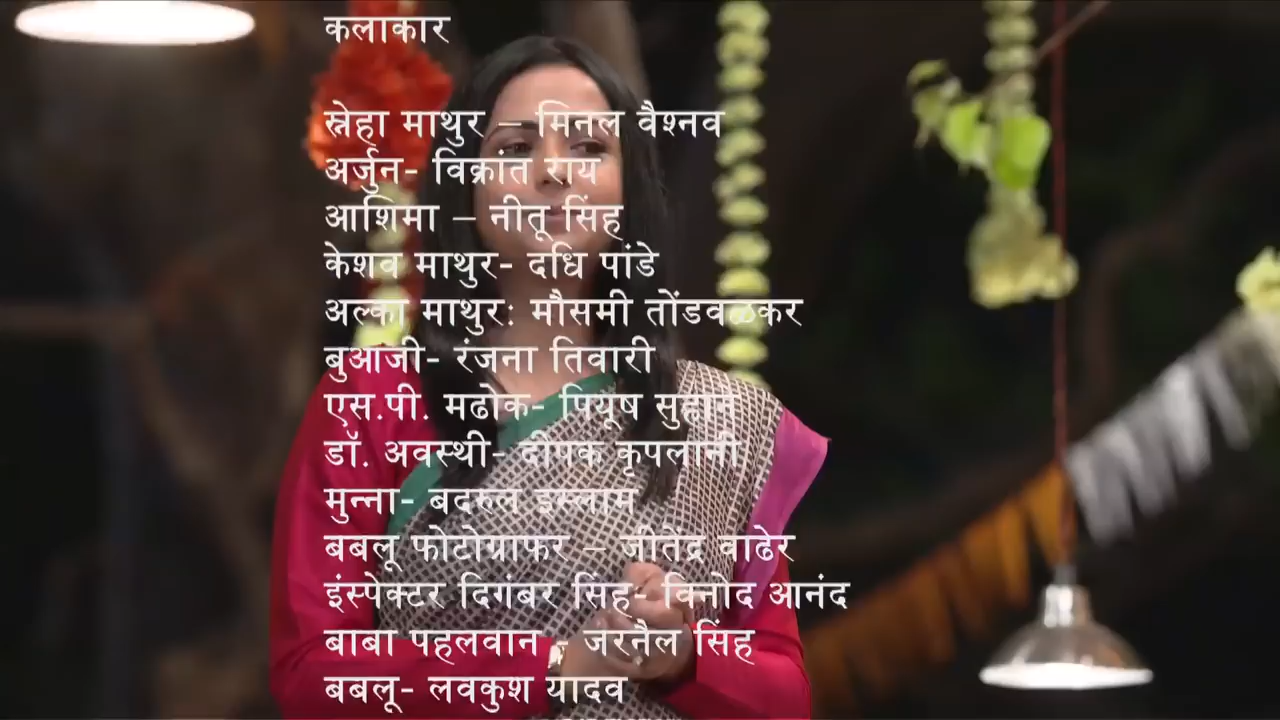 कलाकार
स्नेहा माथुर – मिनल वैश्नव
अर्जुन- विक्रांत राय
आशिमा – नीतू सिंह
केशव माथुर- दधि पांडे
अल्का माथुर: मौसमी तोंडवळकर
बुआजी- रंजना तिवारी
एस.पी. मढोक- पियूष सुहाने
डॉ. अवस्थी- दीपक कृपलानी
मुन्ना- बदरुल इस्लाम
बबलू फोटोग्राफर – जीतेंद्र वाढेर
इंस्पेक्टर दिगंबर सिंह- विनोद आनंद
बाबा पहलवान - जरनैल सिंह
बबलू- लवकुश यादव